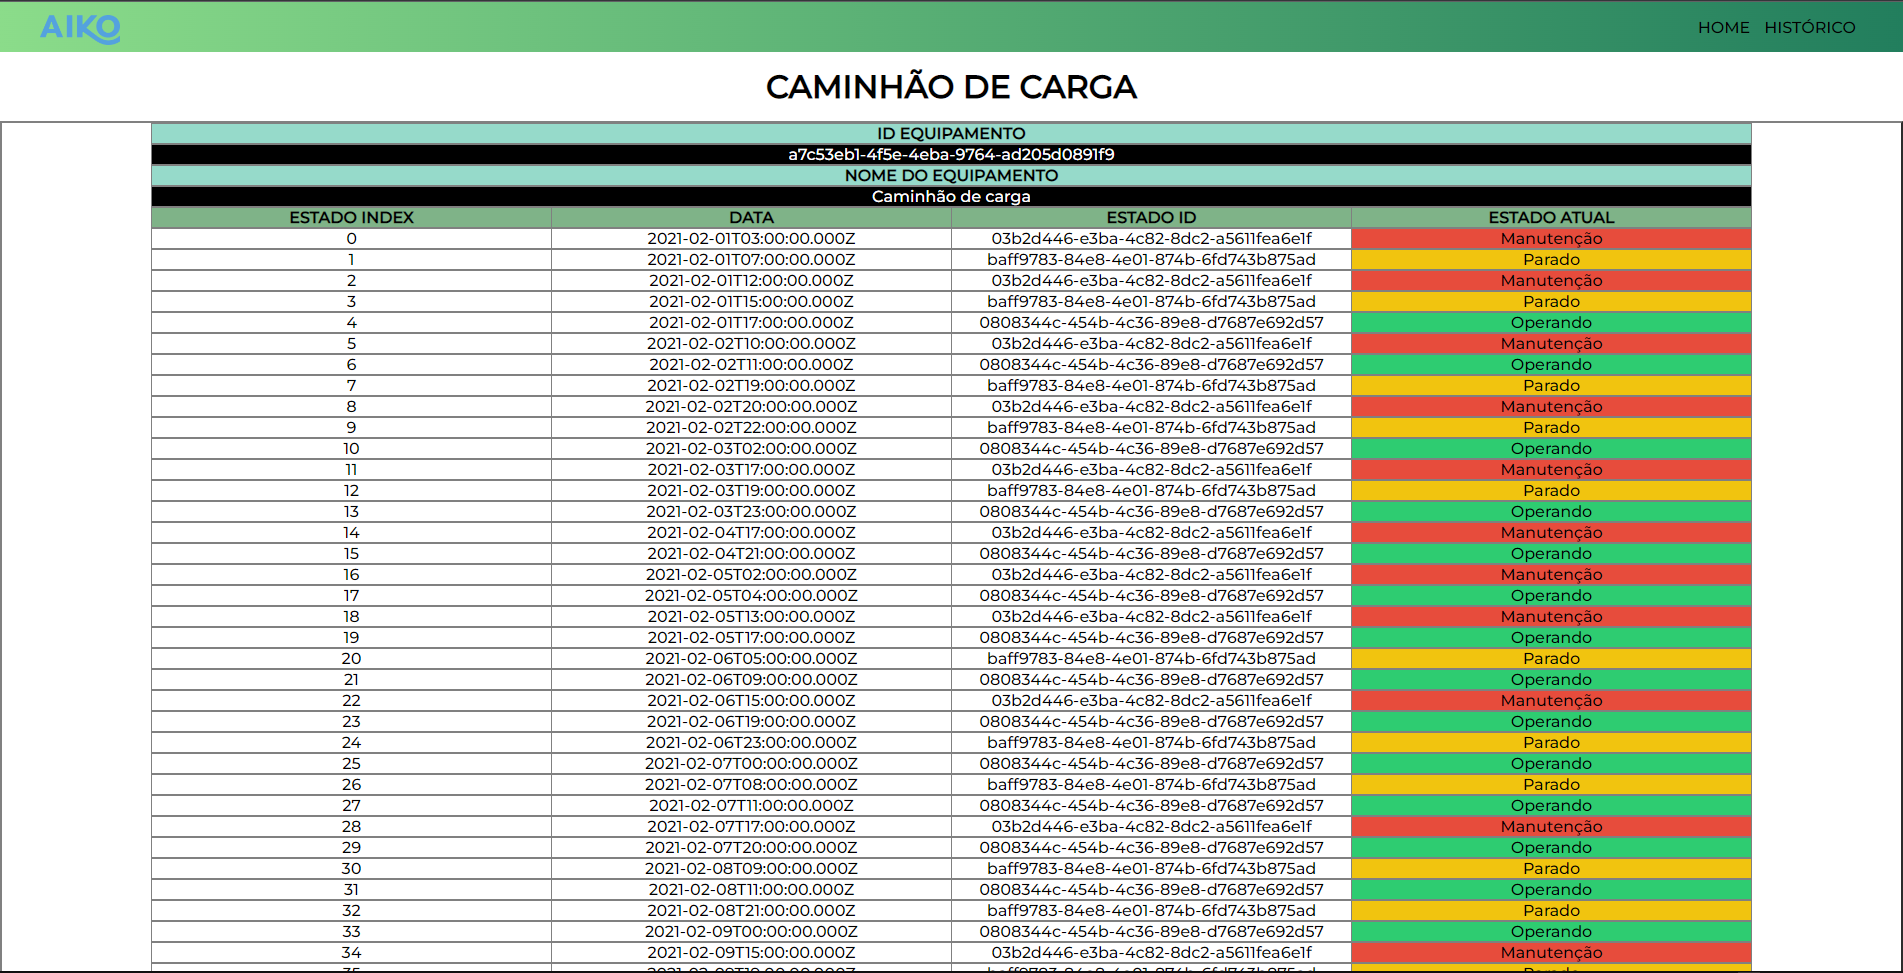 AIKO
HOME HISTÓRICO
CAMINHÃO DE CARGA
ID EQUIPAMENTO
a7c53eb1-4f5e-4eba-9764-ad205d0891f9
NOME DO EQUIPAMENTO
Caminhão de carga
ESTADO INDEX DATA ESTADO ID ESTADO ATUAL
0 2021-02-01T03:00:00.000Z 03b2d446-e3ba-4c82-8dc2-a5611fea6e1f Manutenção
1 2021-02-01T07:00:00.000Z baff9783-84e8-4e01-874b-6fd743b875ad Parado
2 2021-02-01T12:00:00.000Z 03b2d446-e3ba-4c82-8dc2-a5611fea6e1f Manutenção
3 2021-02-01T15:00:00.000Z baff9783-84e8-4e01-874b-6fd743b875ad Parado
4 2021-02-01T17:00:00.000Z 0808344c-454b-4c36-89e8-d7687e692d57 Operando
5 2021-02-02T10:00:00.000Z 03b2d446-e3ba-4c82-8dc2-a5611fea6e1f Manutenção
6 2021-02-02T11:00:00.000Z 0808344c-454b-4c36-89e8-d7687e692d57 Operando
7 2021-02-02T19:00:00.000Z baff9783-84e8-4e01-874b-6fd743b875ad Parado
8 2021-02-02T20:00:00.000Z 03b2d446-e3ba-4c82-8dc2-a5611fea6e1f Manutenção
9 2021-02-02T22:00:00.000Z baff9783-84e8-4e01-874b-6fd743b875ad Parado
10 2021-02-03T02:00:00.000Z 0808344c-454b-4c36-89e8-d7687e692d57 Operando
11 2021-02-03T17:00:00.000Z 03b2d446-e3ba-4c82-8dc2-a5611fea6e1f Manutenção
12 2021-02-03T19:00:00.000Z baff9783-84e8-4e01-874b-6fd743b875ad Parado
13 2021-02-03T23:00:00.000Z 0808344c-454b-4c36-89e8-d7687e692d57 Operando
14 2021-02-04T17:00:00.000Z 03b2d446-e3ba-4c82-8dc2-a5611fea6e1f Manutenção
15 2021-02-04T21:00:00.000Z 0808344c-454b-4c36-89e8-d7687e692d57 Operando
16 2021-02-05T02:00:00.000Z 03b2d446-e3ba-4c82-8dc2-a5611fea6e1f Manutenção
17 2021-02-05T04:00:00.000Z 0808344c-454b-4c36-89e8-d7687e692d57 Operando
18 2021-02-05T13:00:00.000Z 03b2d446-e3ba-4c82-8dc2-a5611fea6e1f Manutenção
19 2021-02-05T17:00:00.000Z 0808344c-454b-4c36-89e8-d7687e692d57 Operando
20 2021-02-06T05:00:00.000Z baff9783-84e8-4e01-874b-6fd743b875ad Parado
21 2021-02-06T09:00:00.000Z 0808344c-454b-4c36-89e8-d7687e692d57 Operando
22 2021-02-06T15:00:00.000Z 03b2d446-e3ba-4c82-8dc2-a5611fea6e1f Manutenção
23 2021-02-06T19:00:00.000Z 0808344c-454b-4c36-89e8-d7687e692d57 Operando
24 2021-02-06T23:00:00.000Z baff9783-84e8-4e01-874b-6fd743b875ad Parado
25 2021-02-07T00:00:00.000Z 0808344c-454b-4c36-89e8-d7687e692d57 Operando
26 2021-02-07T08:00:00.000Z baff9783-84e8-4e01-874b-6fd743b875ad Parado
27 2021-02-07T11:00:00.000Z 0808344c-454b-4c36-89e8-d7687e692d57 Operando
28 2021-02-07T17:00:00.000Z 03b2d446-e3ba-4c82-8dc2-a5611fea6e1f Manutenção
29 2021-02-07T20:00:00.000Z 0808344c-454b-4c36-89e8-d7687e692d57 Operando
30 2021-02-08T09:00:00.000Z baff9783-84e8-4e01-874b-6fd743b875ad Parado
31 2021-02-08T11:00:00.000Z 0808344c-454b-4c36-89e8-d7687e692d57 Operando
32 2021-02-08T21:00:00.000Z baff9783-84e8-4e01-874b-6fd743b875ad Parado
33 2021-02-09T00:00:00.000Z 0808344c-454b-4c36-89e8-d7687e692d57 Operando
34 2021-02-09T15:00:00.000Z 03b2d446-e3ba-4c82-8dc2-a5611fea6e1f Manutenção